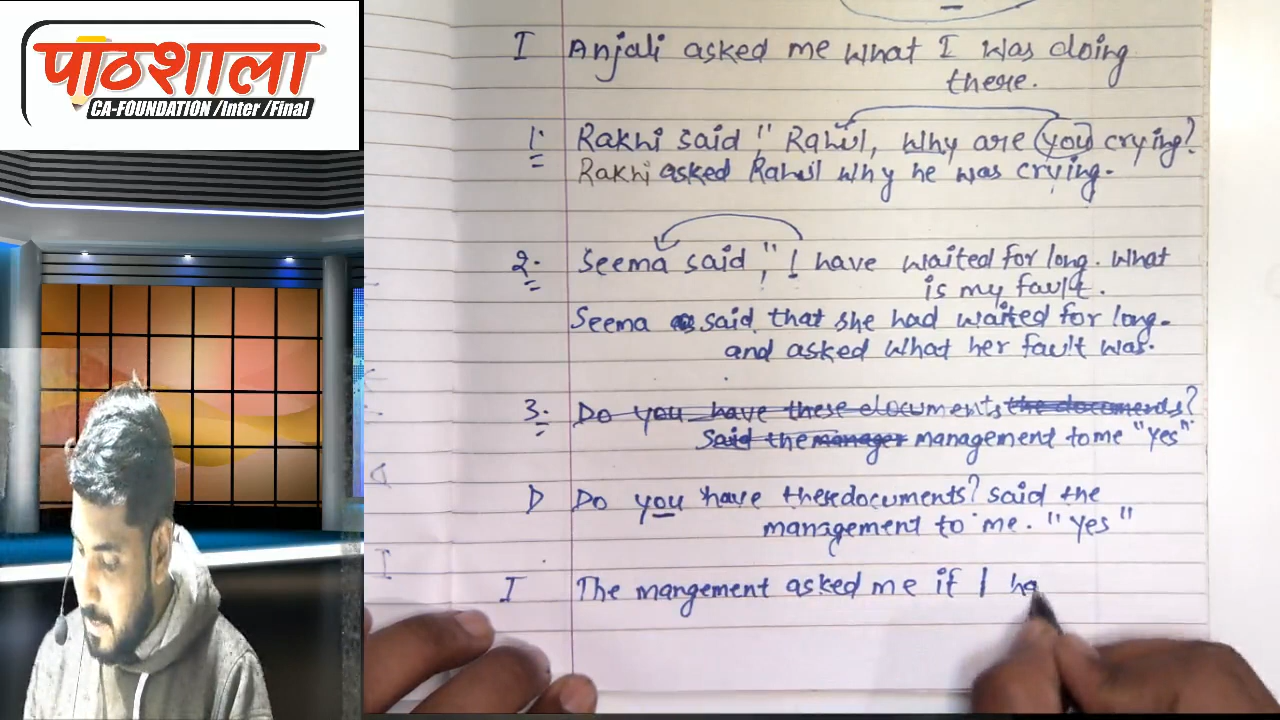 पाठशाला
CA-FOUNDATION /Inter /Final
I Anjali asked me what I was doing
there.
1. Rakhi said, " Rahul, why are you crying?
Rakhi asked Rahul why he was crying.
2. Seema said, " I have waited for long. What
is my fault.
Seema said that she had waited for long.
and asked what her fault was.
3. Do you have these documents the documents?
Said the manager management to me "yes"
D Do you have these documents? said the
management to me. "yes"
I The mangement asked me if I ha